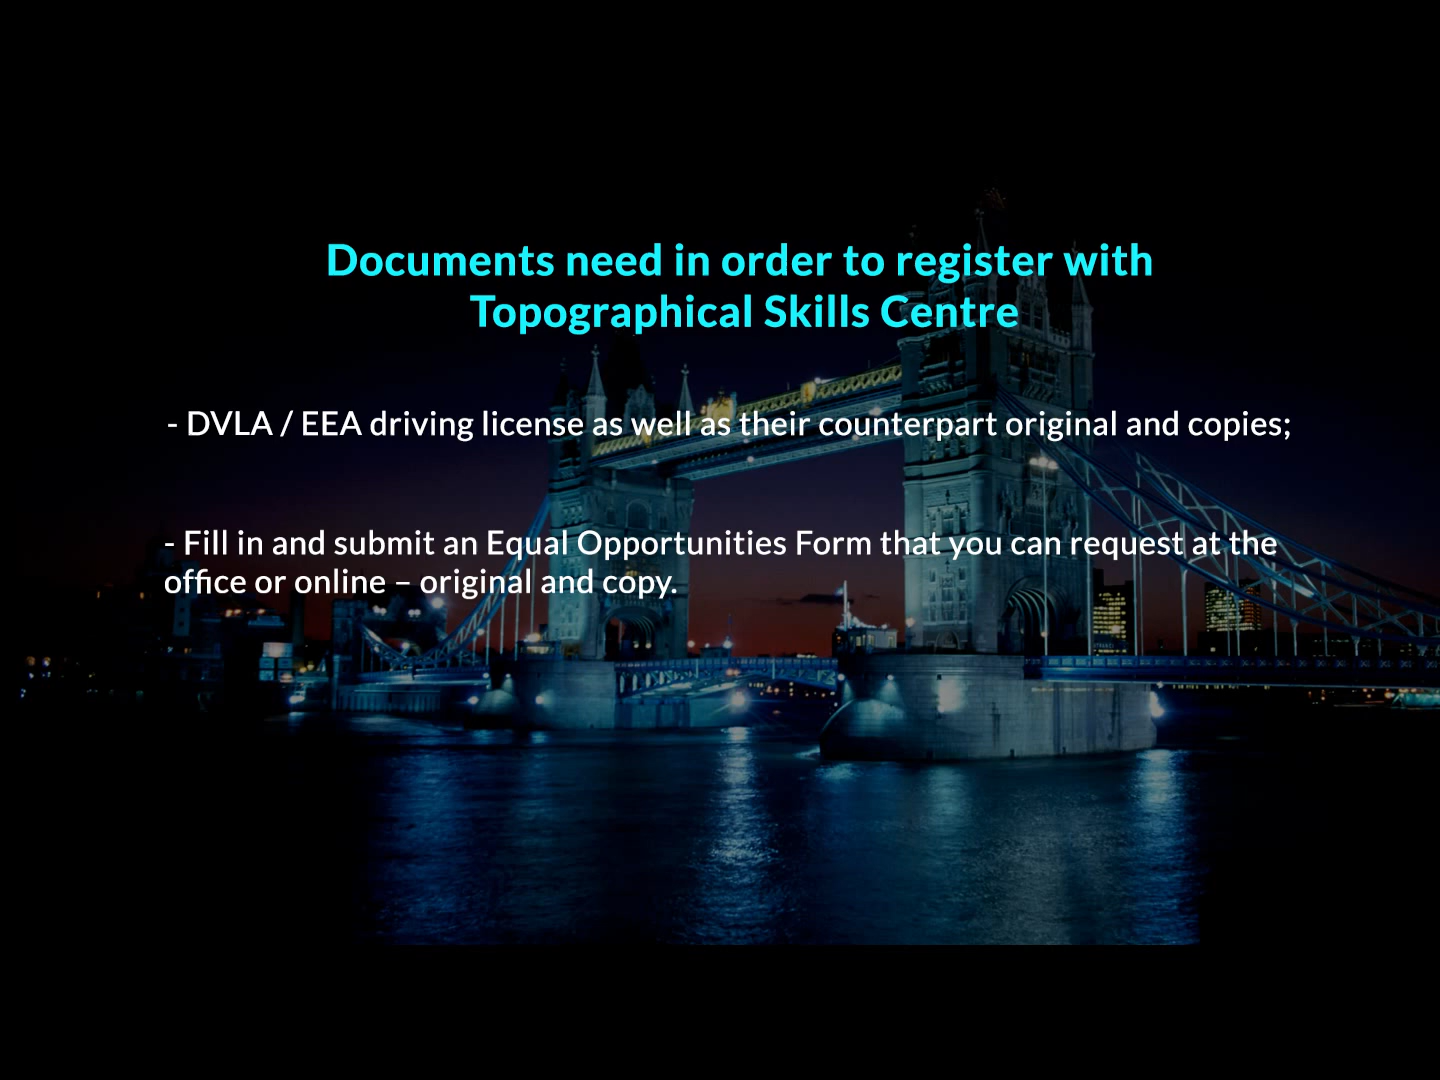 Documents need in order to register with
Topographical Skills Centre
- DVLA / EEA driving license as well as their counterpart original and copies;
- Fill in and submit an Equal Opportunities Form that you can request at the
office or online – original and copy.